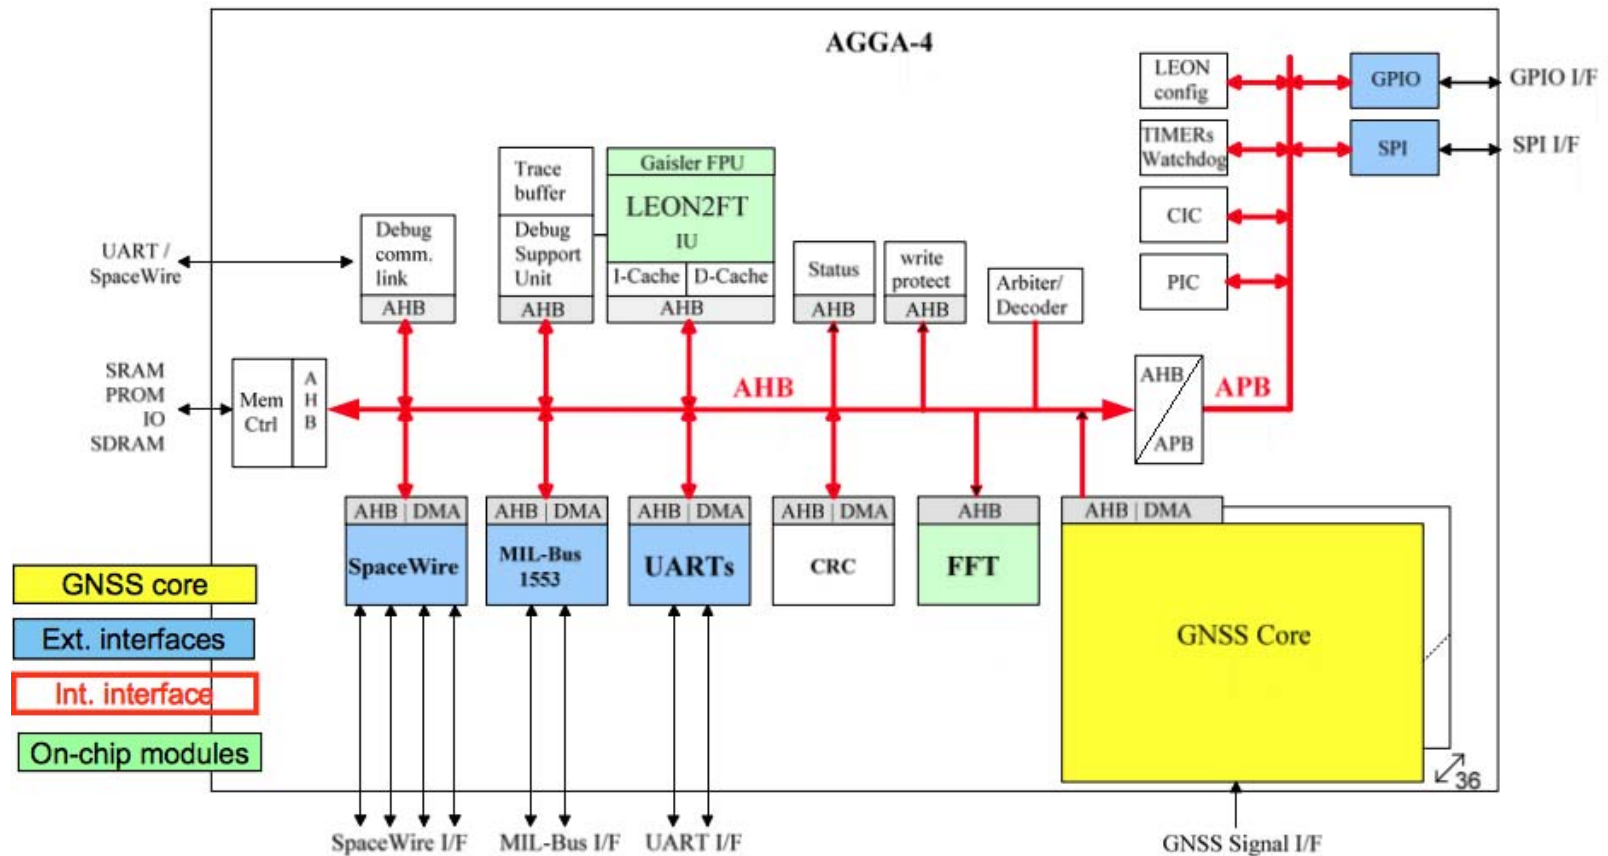 AGGA-4
LEON
config
GPIO
GPIO I/F
TIMERs
Watchdog
SPI
SPI I/F
CIC
PIC
Trace
buffer
Debug
Support
Unit
AHB
Gaisler FPU
LEON2FT
IU
I-Cache
D-Cache
AHB
UART /
SpaceWire
Debug
comm.
link
AHB
Status
AHB
write
protect
AHB
Arbiter/
Decoder
SRAM
PROM
IO
SDRAM
Mem
Ctrl
A
H
B
AHB
AHB
APB
APB
AHB | DMA
SpaceWire
AHB | DMA
MIL-Bus
1553
AHB | DMA
UARTs
AHB | DMA
CRC
AHB
FFT
AHB | DMA
GNSS Core
36
GNSS core
Ext. interfaces
Int. interface
On-chip modules
SpaceWire I/F
MIL-Bus I/F
UART I/F
GNSS Signal I/F